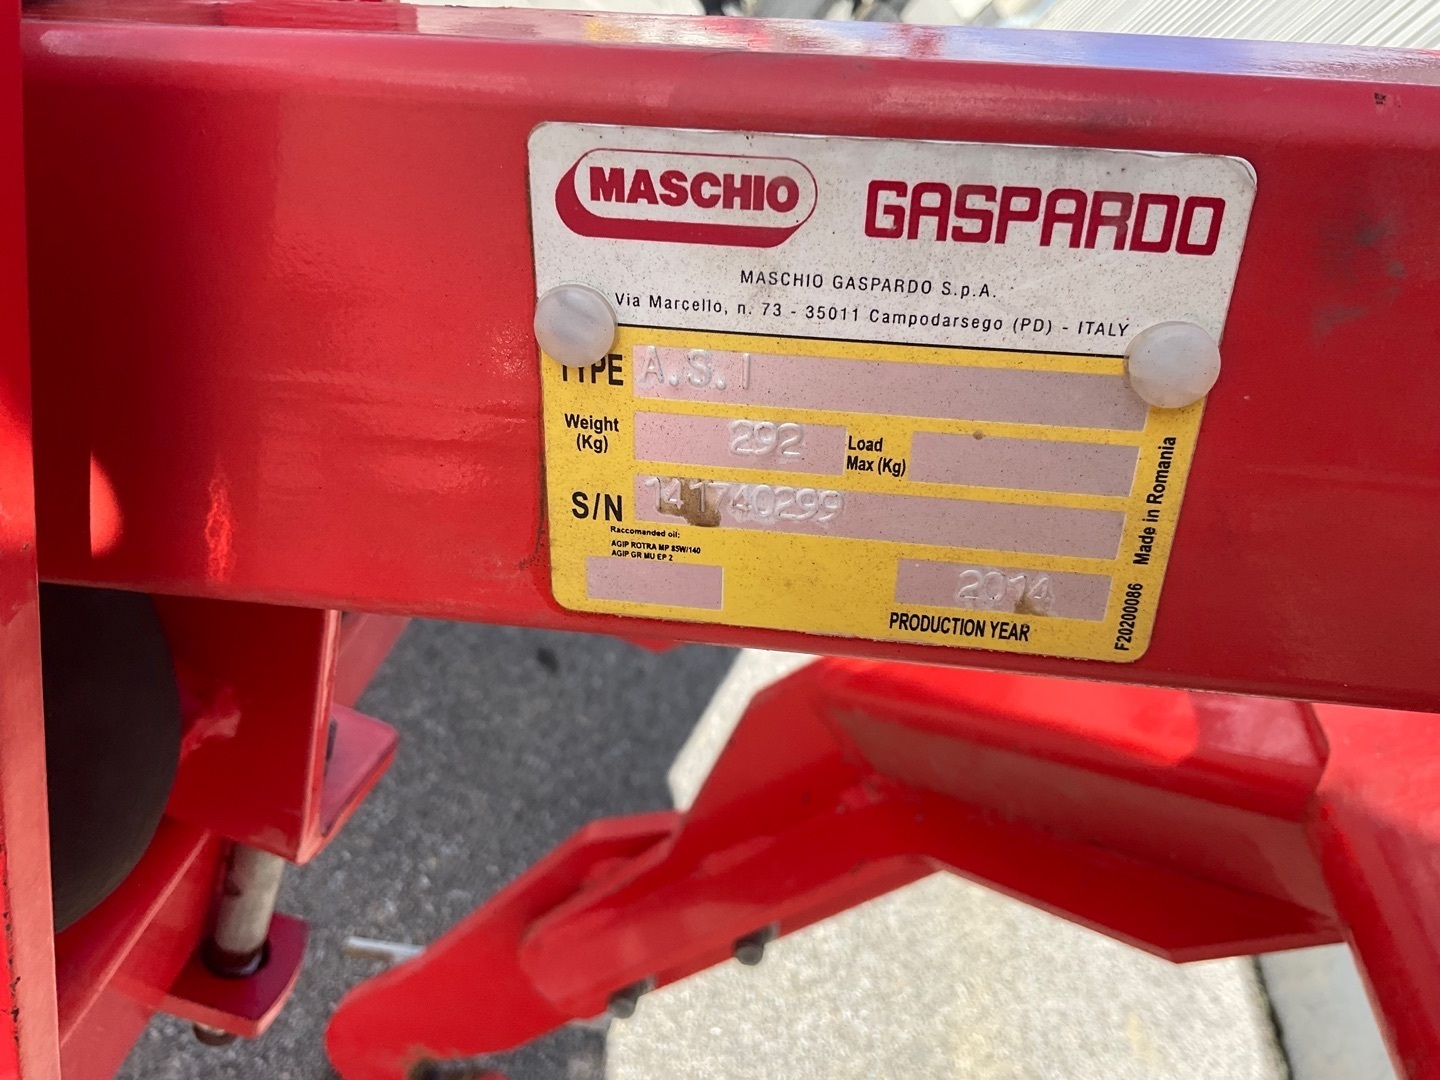 MASCHIO GASPARDO
MASCHIO GASPARDO S.p.A.
Via Marcello, n. 73 - 35011 Campodarsego (PD) - ITALY
TYPE A.S.1
Weight (Kg) 292 Load Max (Kg)
S/N 141740299
Raccomanded oil:
AGIP ROTRA MP 85W/140
AGIP GR MU EP 2
2014
PRODUCTION YEAR
F20200086 Made in Romania